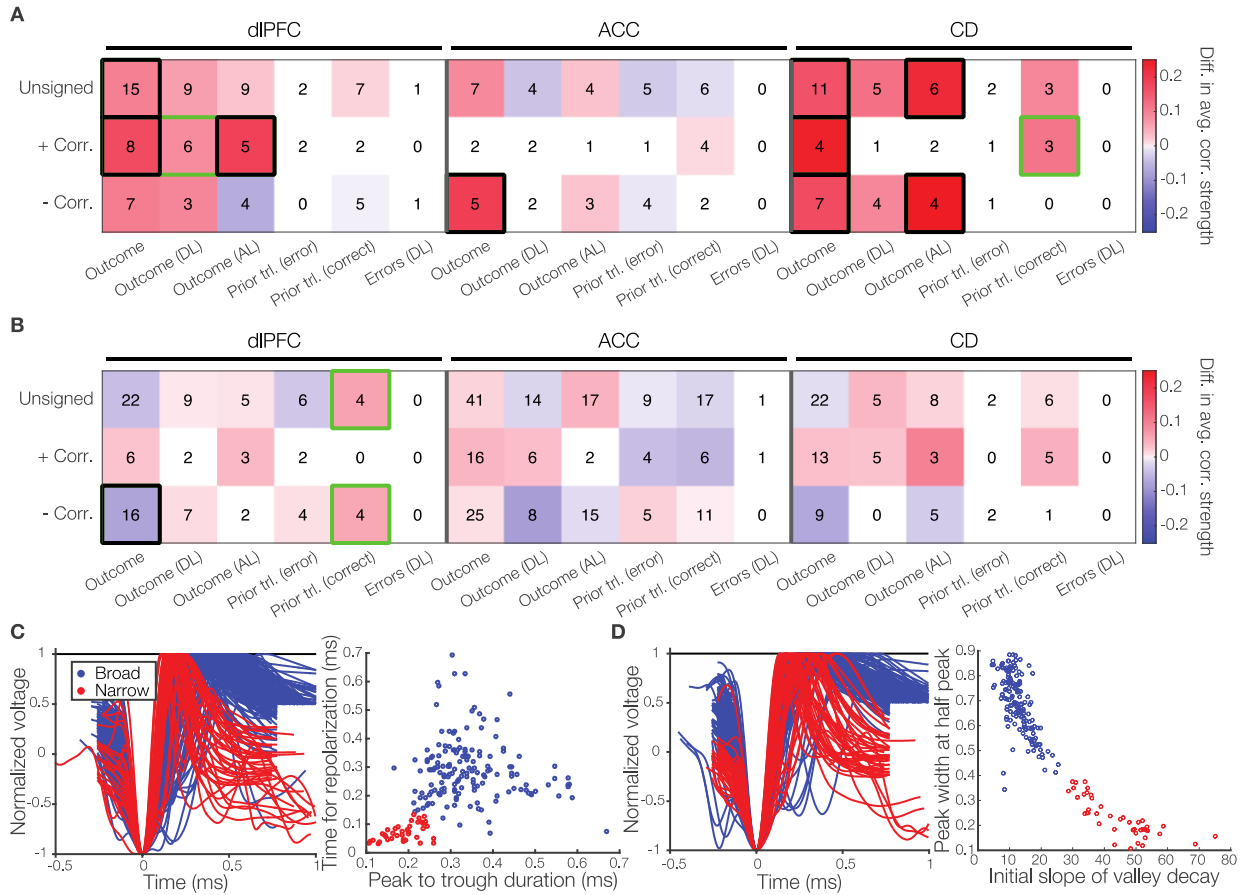 A
dlPFC ACC CD
Unsigned 15 9 9 2 7 1 7 4 4 5 6 0 11 5 6 2 3 0
+ Corr. 8 6 5 2 2 0 2 2 1 1 4 0 4 1 2 1 3 0
- Corr. 7 3 4 0 5 1 5 2 3 4 2 0 7 4 4 1 0 0
Outcome Outcome (DL) Outcome (AL) Prior trl. (error) Prior trl. (correct) Errors (DL) Outcome Outcome (DL) Outcome (AL) Prior trl. (error) Prior trl. (correct) Errors (DL) Outcome Outcome (DL) Outcome (AL) Prior trl. (error) Prior trl. (correct) Errors (DL)
0.2
0.1
0
-0.1
-0.2
Diff. in avg. corr. strength
B
dlPFC ACC CD
Unsigned 22 9 5 6 4 0 41 14 17 9 17 1 22 5 8 2 6 0
+ Corr. 6 2 3 2 0 0 16 6 2 4 6 1 13 5 3 0 5 0
- Corr. 16 7 2 4 4 0 25 8 15 5 11 0 9 0 5 2 1 0
Outcome Outcome (DL) Outcome (AL) Prior trl. (error) Prior trl. (correct) Errors (DL) Outcome Outcome (DL) Outcome (AL) Prior trl. (error) Prior trl. (correct) Errors (DL) Outcome Outcome (DL) Outcome (AL) Prior trl. (error) Prior trl. (correct) Errors (DL)
0.2
0.1
0
-0.1
-0.2
Diff. in avg. corr. strength
C
Normalized voltage
1
0.5
0
-0.5
-1
Broad
Narrow
-0.5 0 0.5 1
Time (ms)
Time for repolarization (ms)
0.7
0.6
0.5
0.4
0.3
0.2
0.1
0
0.1 0.2 0.3 0.4 0.5 0.6 0.7
Peak to trough duration (ms)
D
Normalized voltage
1
0.5
0
-0.5
-1
-0.5 0 0.5 1
Time (ms)
Peak width at half peak
0.9
0.8
0.7
0.6
0.5
0.4
0.3
0.2
0.1
0 10 20 30 40 50 60 70 80
Initial slope of valley decay